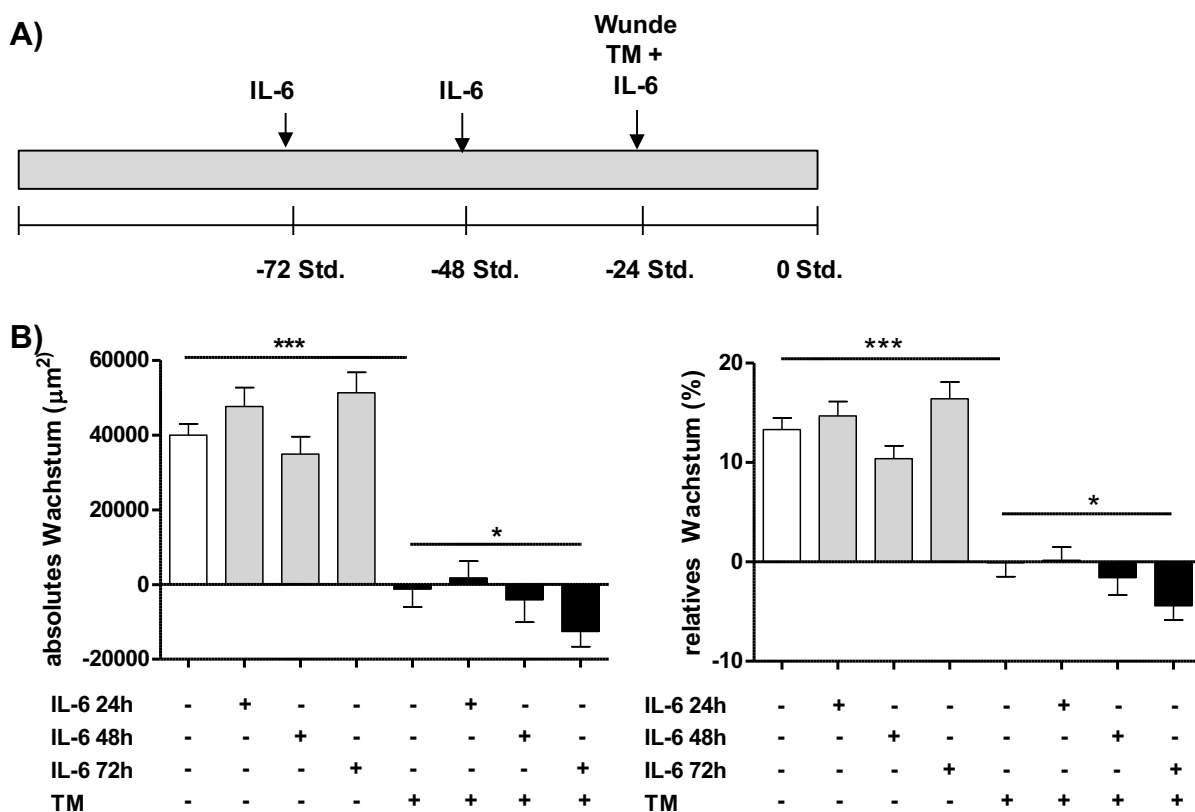 A)
Wunde
TM +
IL-6
IL-6
IL-6
-72 Std.
-48 Std.
-24 Std.
0 Std.
B)
absolutes Wachstum (μm²)
60000
40000
20000
0
-20000
***
*
IL-6 24h - + - - - + - -
IL-6 48h - - + - - - + -
IL-6 72h - - - + - - - +
TM - - - - + + + +
relatives Wachstum (%)
20
10
0
-10
***
*
IL-6 24h - + - - - + - -
IL-6 48h - - + - - - + -
IL-6 72h - - - + - - - +
TM - - - - + + + +